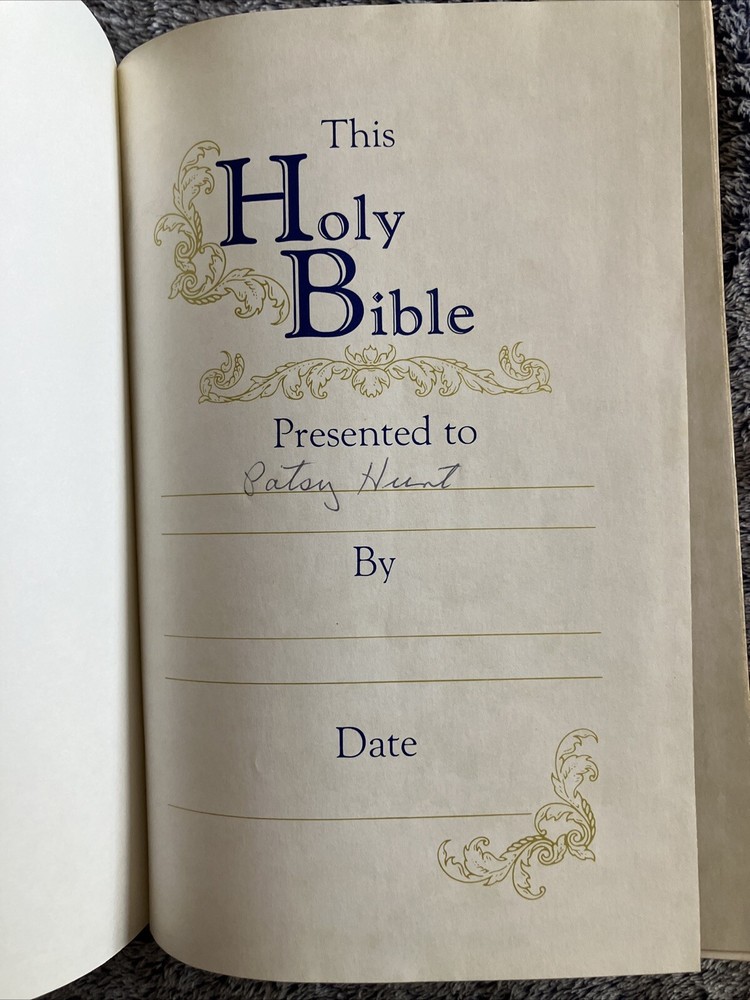 This
Holy
Bible
Presented to
Patsy Hunt
By
Date